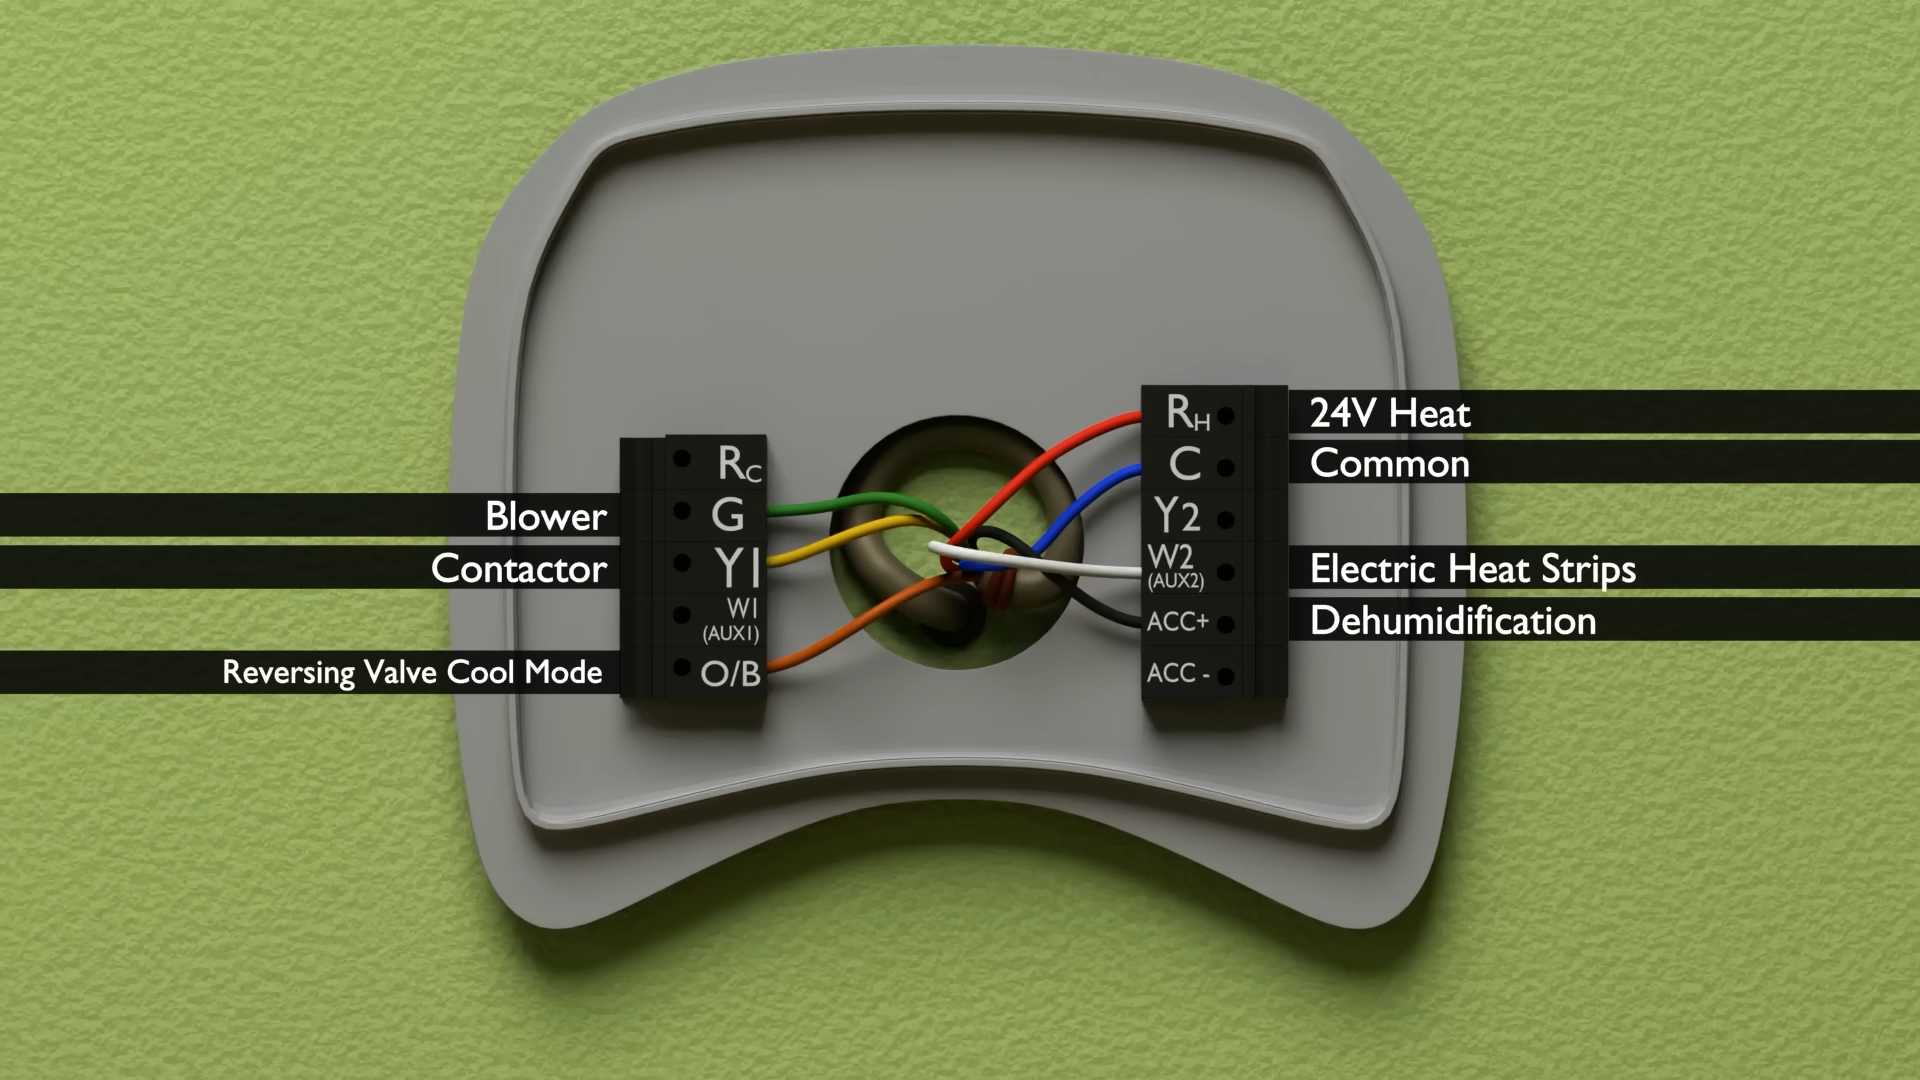 Blower
Contactor
Reversing Valve Cool Mode
RC
G
Y1
W1
(AUX1)
O/B
RH
C
Y2
W2
(AUX2)
ACC+
ACC -
24V Heat
Common
Electric Heat Strips
Dehumidification